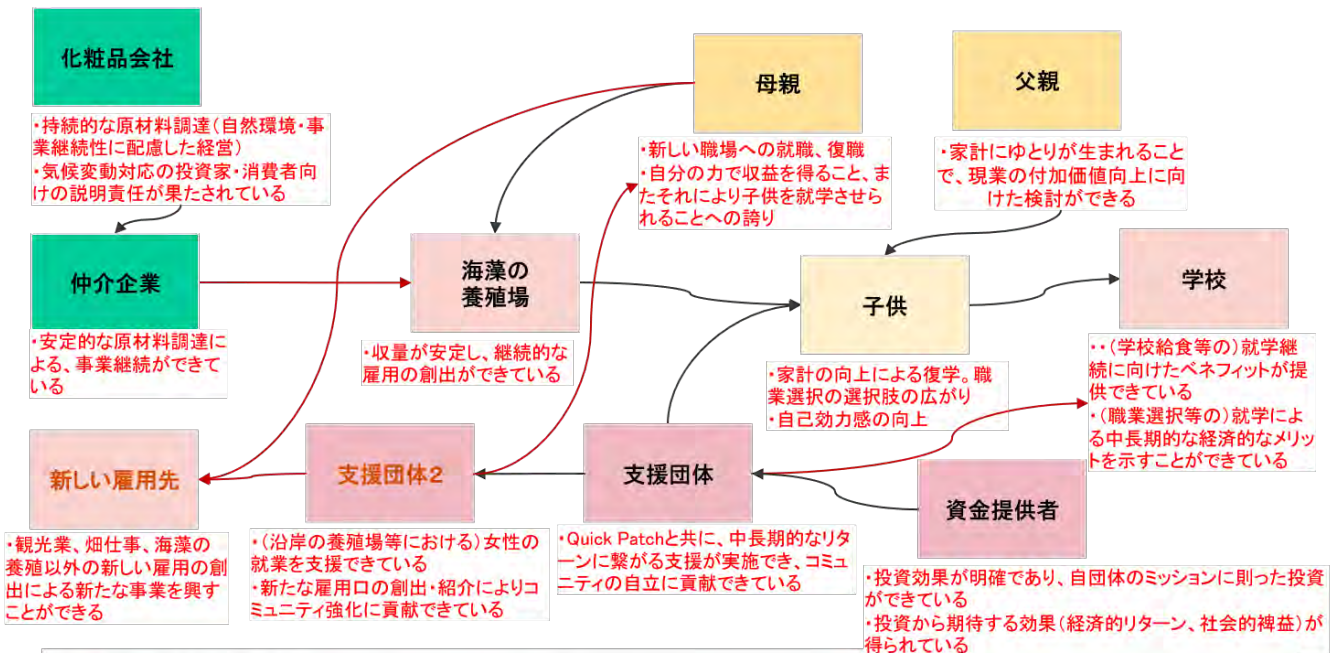 化粧品会社
・持続的な原材料調達(自然環境・事
業継続性に配慮した経営)
・気候変動対応の投資家・消費者向
けの説明責任が果たされている
母親
・新しい職場への就職、復職
・自分の力で収益を得ること、ま
たそれにより子供を就学させら
れることへの誇り
父親
・家計にゆとりが生まれること
で、現業の付加価値向上に向
けた検討ができる
仲介企業
・安定的な原材料調達によ
る、事業継続ができて
いる
海藻の
養殖場
・収量が安定し、継続的な
雇用の創出ができている
子供
・家計の向上による復学。職
業選択の選択肢の広がり
・自己効力感の向上
学校
・・(学校給食等の)就学継
続に向けたベネフィットが提
供できている
・(職業選択等の)就学によ
る中長期的な経済的なメリッ
トを示すことができている
新しい雇用先
・観光業、畑仕事、海藻の
養殖以外の新しい雇用の創
出による新たな事業を興す
ことができる
支援団体2
・(沿岸の養殖場等における)女性の
就業を支援できている
・新たな雇用口の創出・紹介によりコ
ミュニティ強化に貢献できている
支援団体
・Quick Patchと共に、中長期的なリタ
ーンに繋がる支援が実施でき、コミュ
ニティの自立に貢献できている
資金提供者
・投資効果が明確であり、自団体のミッションに則った投資
ができている
・投資から期待する効果(経済的リターン、社会的裨益)が
得られている